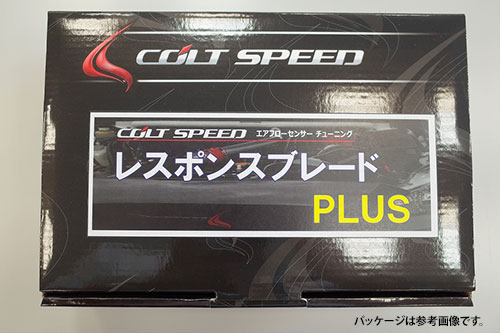 COLT SPEED
COLT SPEED エアフローセンサー チューニング
レスポンスブレード
PLUS
パッケージは参考画像です。